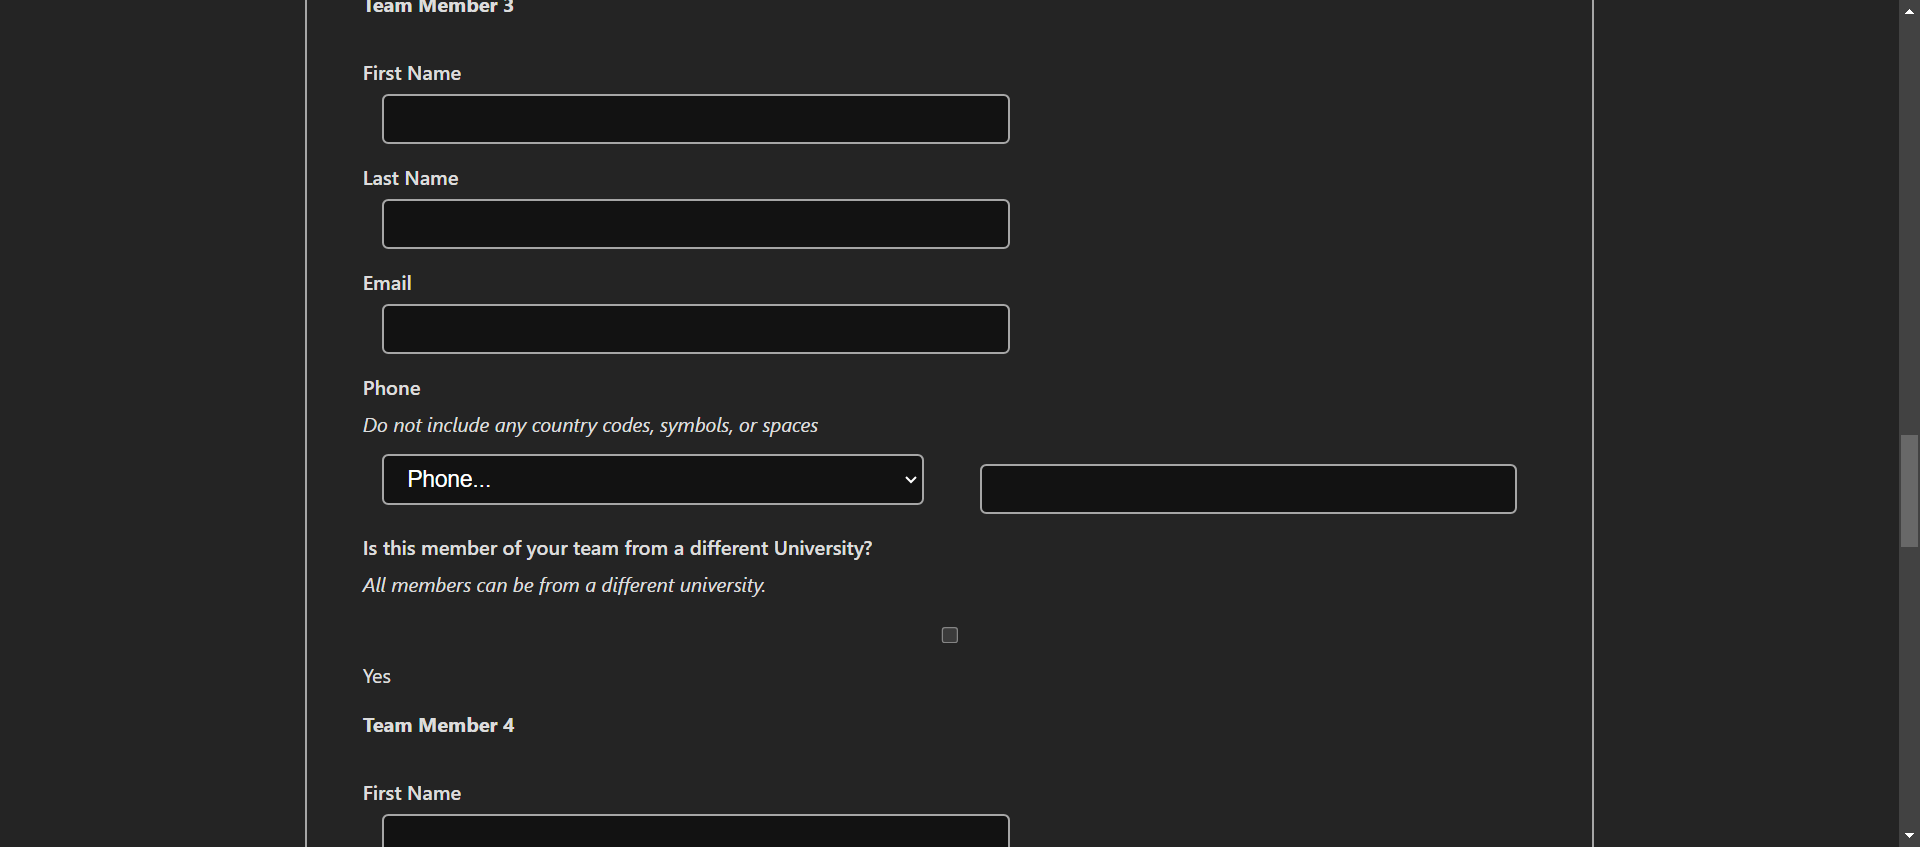 Team Member 3
First Name
Last Name
Email
Phone
Do not include any country codes, symbols, or spaces
Phone...
Is this member of your team from a different University?
All members can be from a different university.
Yes
Team Member 4
First Name